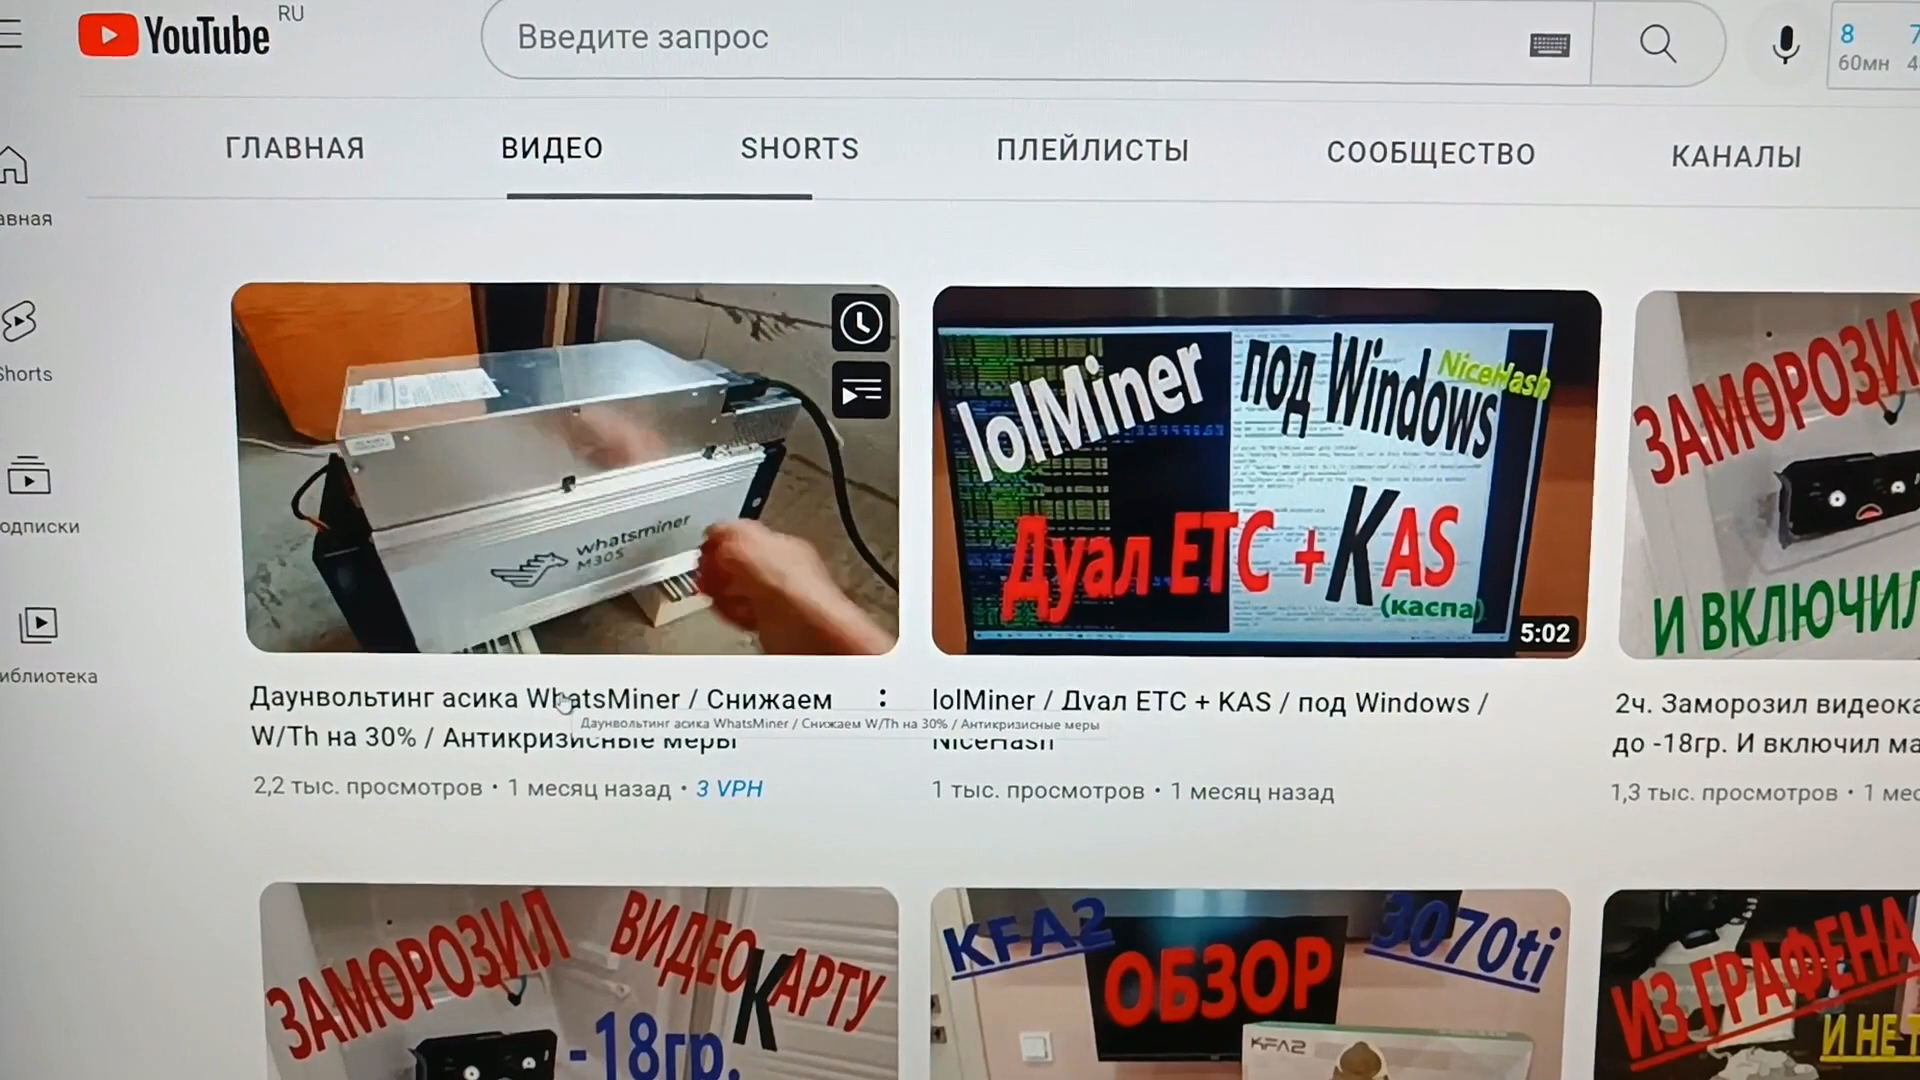 YouTube RU
Введите запрос
8
60мн
ГЛАВНАЯ
ВИДЕО
SHORTS
ПЛЕЙЛИСТЫ
СООБЩЕСТВО
КАНАЛЫ
авная
Shorts
одписки
иблиотека
whatsminer
M30S
lolMiner
под Windows
NiceHash
Дуал ETC + KAS
(каспа)
5:02
ЗАМОРОЗИ
И ВКЛЮЧИЛ
Даунвольтинг асика WhatsMiner / Снижаем
W/Th на 30% / Антикризисные меры
Даунвольтинг асика WhatsMiner / Снижаем W/Th на 30% / Антикризисные меры
2,2 тыс. просмотров • 1 месяц назад • 3 VPH
lolMiner / Дуал ETC + KAS / под Windows /
NiceHash
1 тыс. просмотров • 1 месяц назад
2ч. Заморозил видеока
до -18гр. И включил ма
1,3 тыс. просмотров • 1 мес
ЗАМОРОЗИЛ
ВИДЕОКАРТУ
-18гр.
KFA2
3070ti
ОБЗОР
KFA2
ИЗ ГРАФЕНА
И НЕ